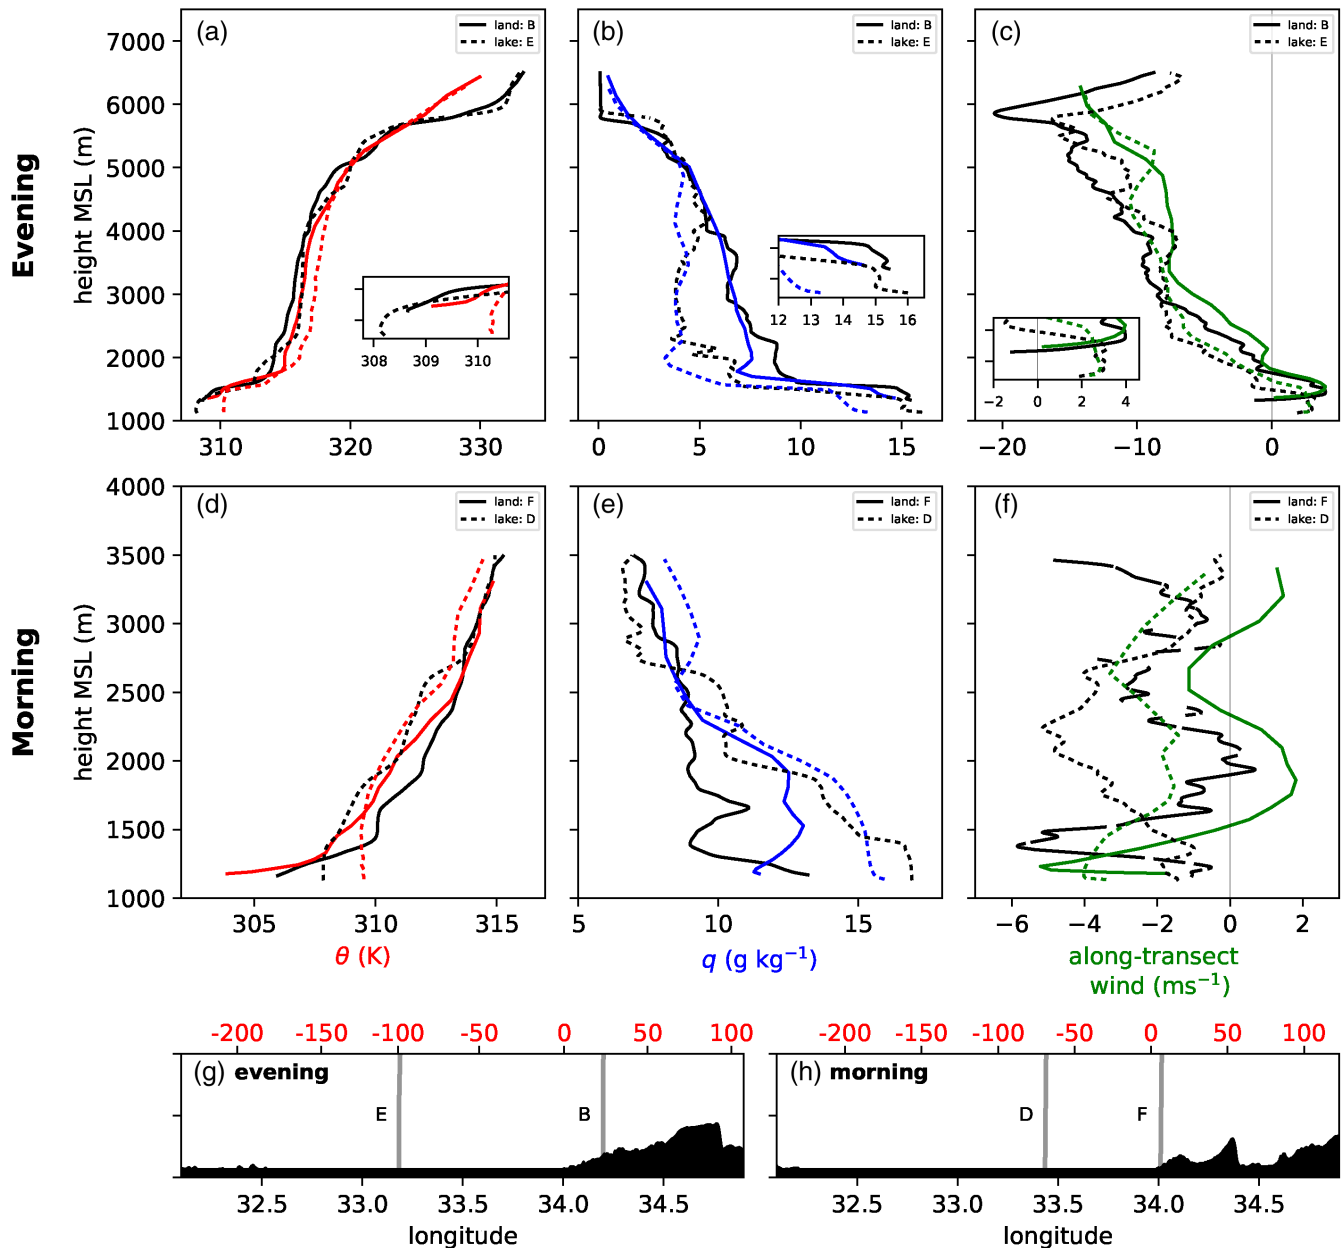 Evening
height MSL (m)
7000
6000
5000
4000
3000
2000
1000
(a)
land: B
lake: E
308 309 310
310 320 330
(b)
land: B
lake: E
12 13 14 15 16
0 5 10 15
(c)
land: B
lake: E
−2 0 2 4
−20 −10 0
Morning
height MSL (m)
4000
3500
3000
2500
2000
1500
1000
(d)
land: F
lake: D
305 310 315
θ (K)
(e)
land: F
lake: D
5 10 15
q (g kg⁻¹)
(f)
land: F
lake: D
−6 −4 −2 0 2
along-transect
wind (ms⁻¹)
-200 -150 -100 -50 0 50 100
(g) evening
E B
32.5 33.0 33.5 34.0 34.5
longitude
-200 -150 -100 -50 0 50 100
(h) morning
D F
32.5 33.0 33.5 34.0 34.5
longitude